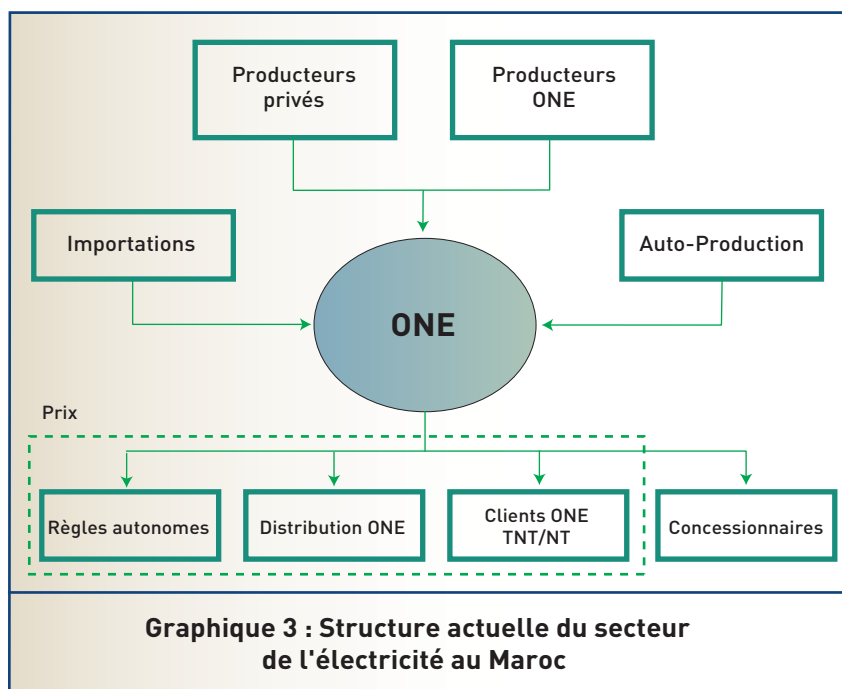 Producteurs
privés
Producteurs
ONE
Importations
Auto-Production
ONE
Prix
Règles autonomes
Distribution ONE
Clients ONE
TNT/NT
Concessionnaires
Graphique 3 : Structure actuelle du secteur
de l'électricité au Maroc